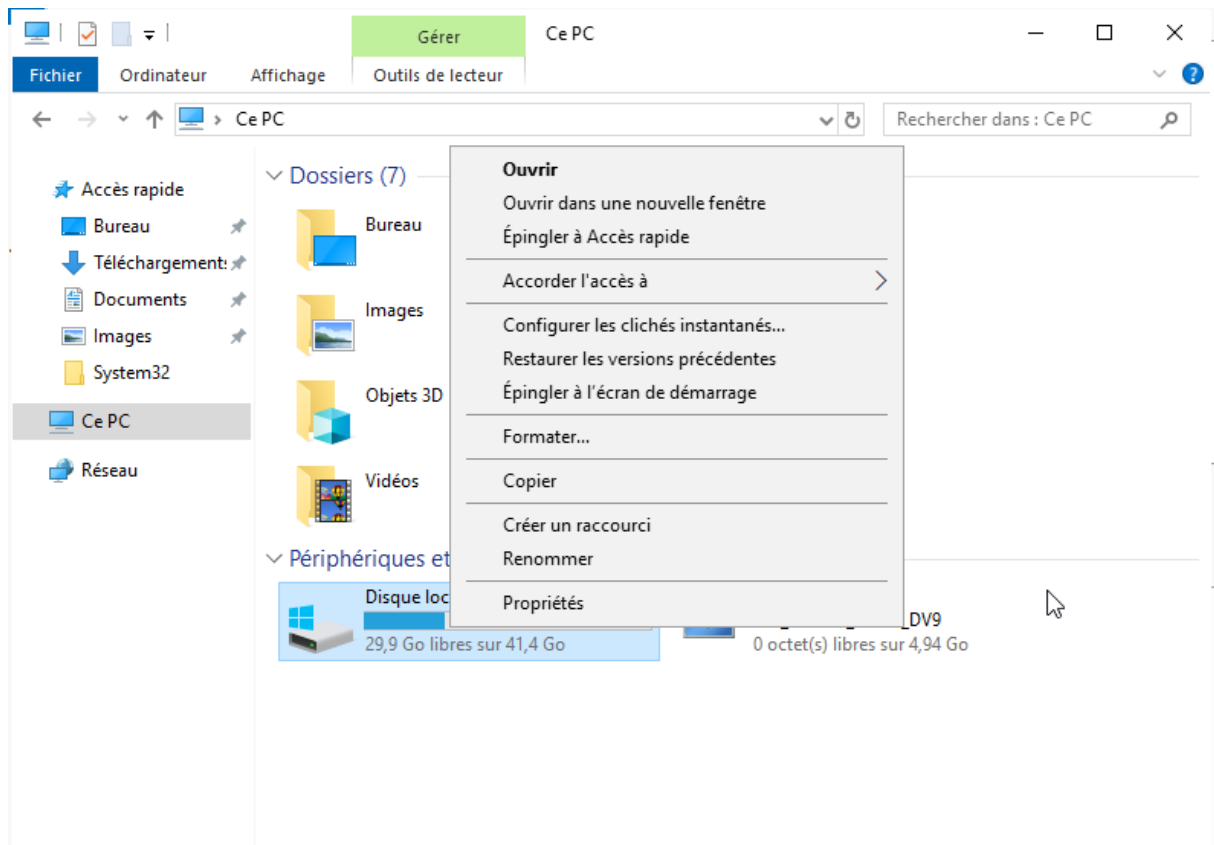 Gérer
Ce PC
Fichier
Ordinateur
Affichage
Outils de lecteur
Ce PC
Rechercher dans : Ce PC
Accès rapide
Bureau
Téléchargement
Documents
Images
System32
Ce PC
Réseau
Dossiers (7)
Bureau
Images
Objets 3D
Vidéos
Périphériques et
Disque loc
29,9 Go libres sur 41,4 Go
_DV9
0 octet(s) libres sur 4,94 Go
Ouvrir
Ouvrir dans une nouvelle fenêtre
Épingler à Accès rapide
Accorder l'accès à
Configurer les clichés instantanés...
Restaurer les versions précédentes
Épingler à l'écran de démarrage
Formater...
Copier
Créer un raccourci
Renommer
Propriétés